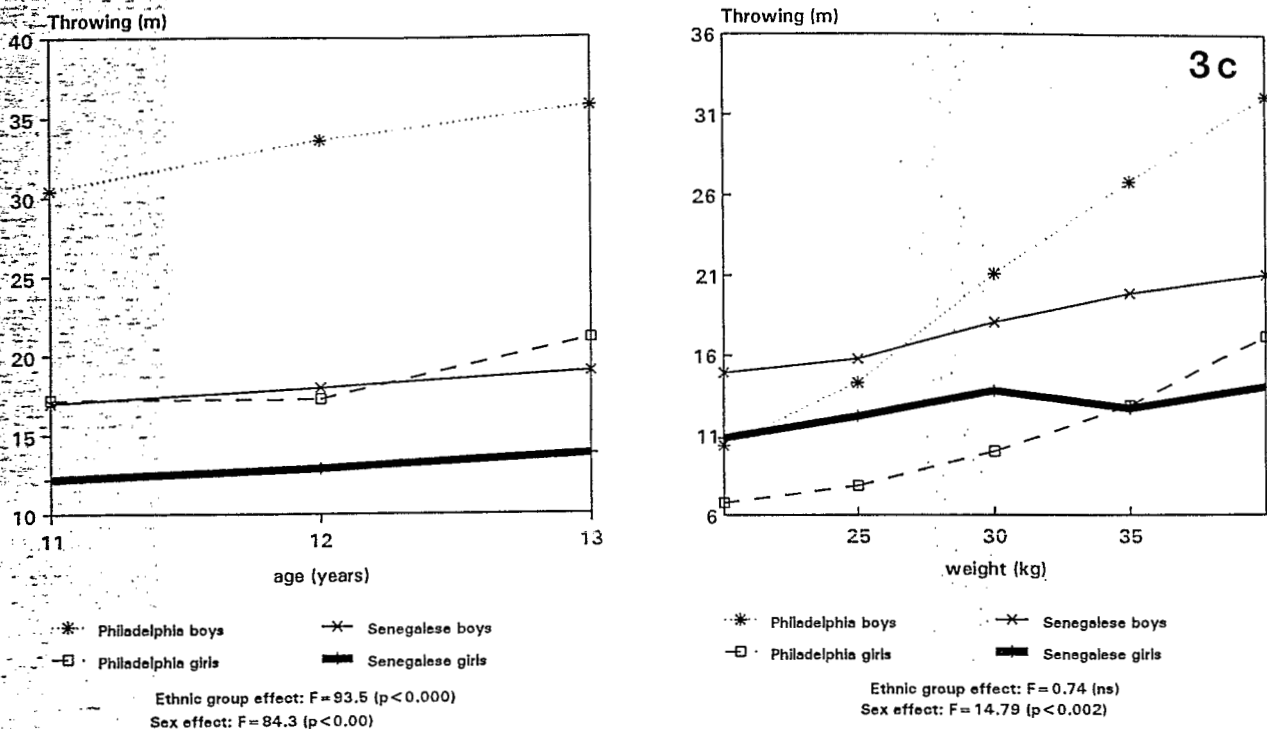 Throwing (m)
40
35
30
25
20
15
10
11 12 13
age (years)
Philadelphia boys Senegalese boys
Philadelphia girls Senegalese girls
Ethnic group effect: F=93.5 (p<0.000)
Sex effect: F=84.3 (p<0.00)
Throwing (m)
3c
36
31
26
21
16
11
6
25 30 35
weight (kg)
Philadelphia boys Senegalese boys
Philadelphia girls Senegalese girls
Ethnic group effect: F=0.74 (ns)
Sex effect: F=14.79 (p<0.002)